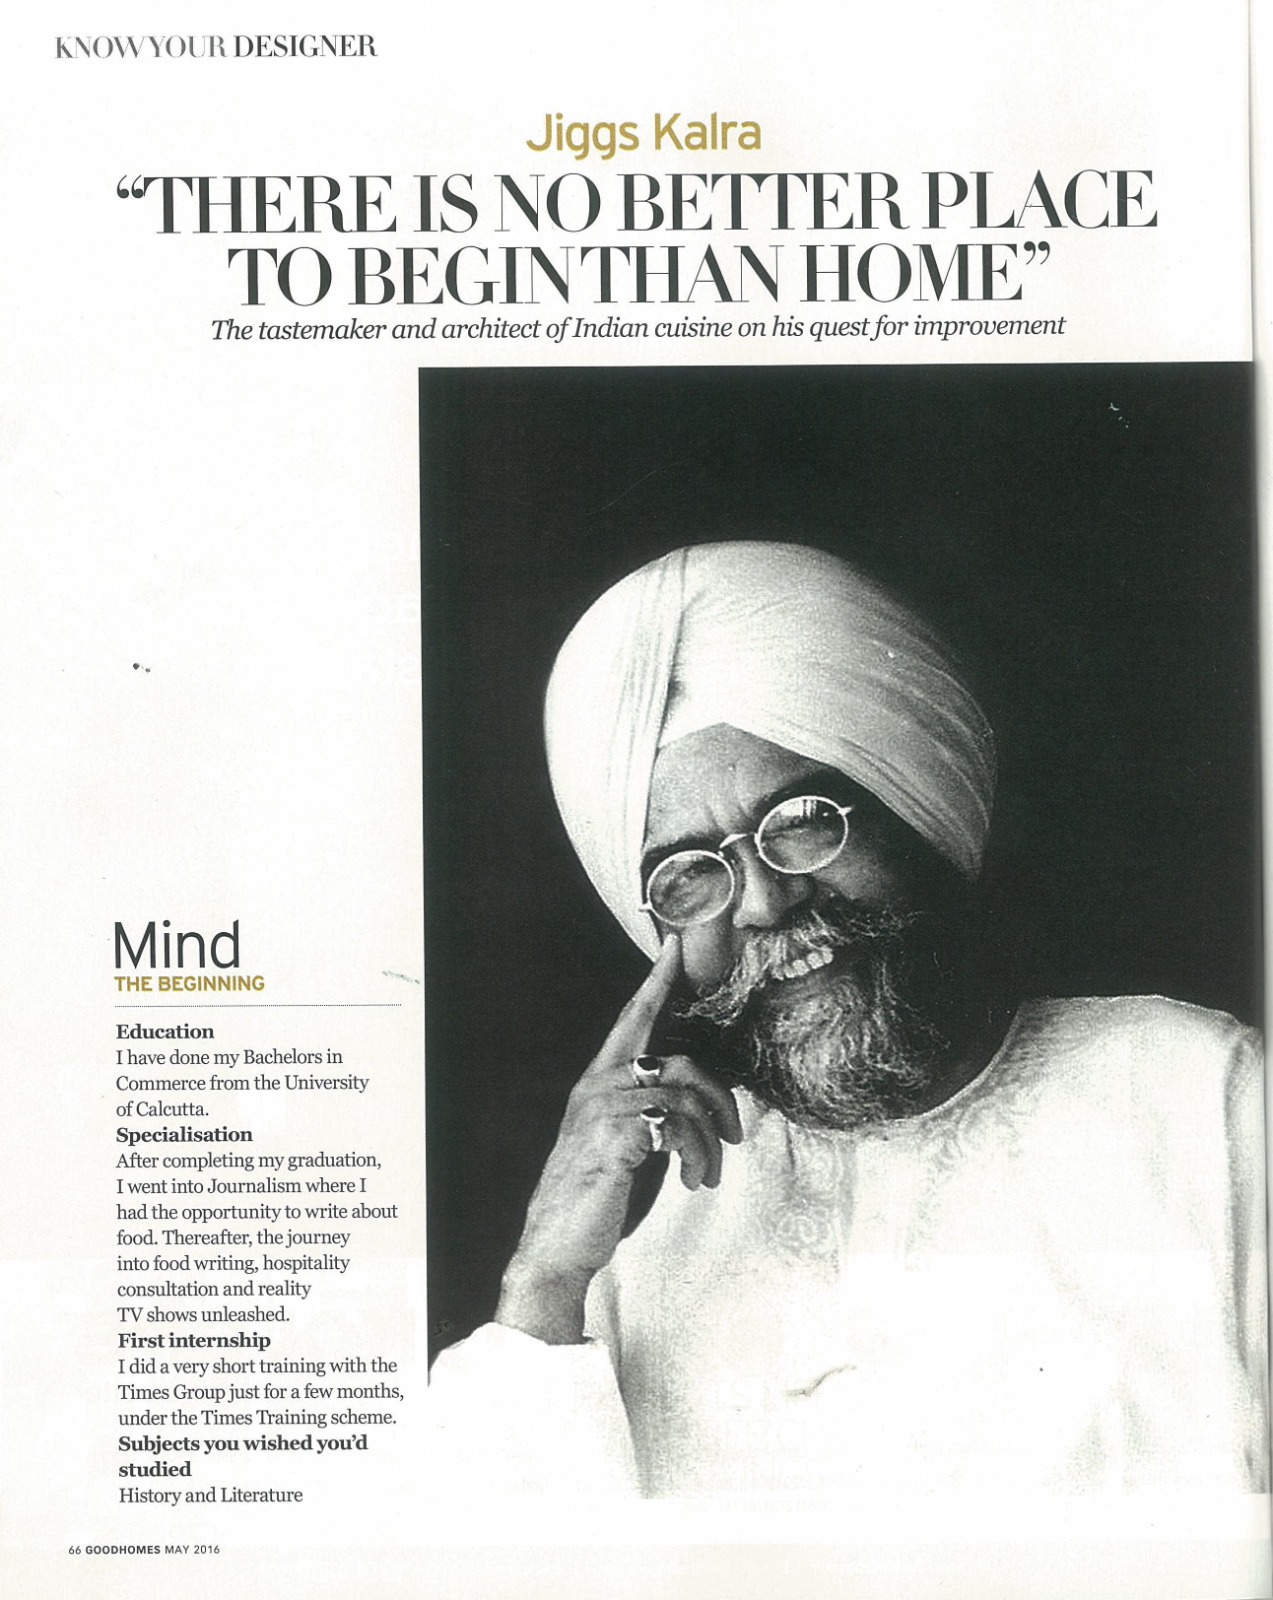 KNOW YOUR DESIGNER
Jiggs Kalra
“THERE IS NO BETTER PLACE
TO BEGIN THAN HOME”
The tastemaker and architect of Indian cuisine on his quest for improvement
Mind
THE BEGINNING
Education
I have done my Bachelors in
Commerce from the University
of Calcutta.
Specialisation
After completing my graduation,
I went into Journalism where I
had the opportunity to write about
food. Thereafter, the journey
into food writing, hospitality
consultation and reality
TV shows unleashed.
First internship
I did a very short training with the
Times Group just for a few months,
under the Times Training scheme.
Subjects you wished you’d
studied
History and Literature
66 GOODHOMES MAY 2016